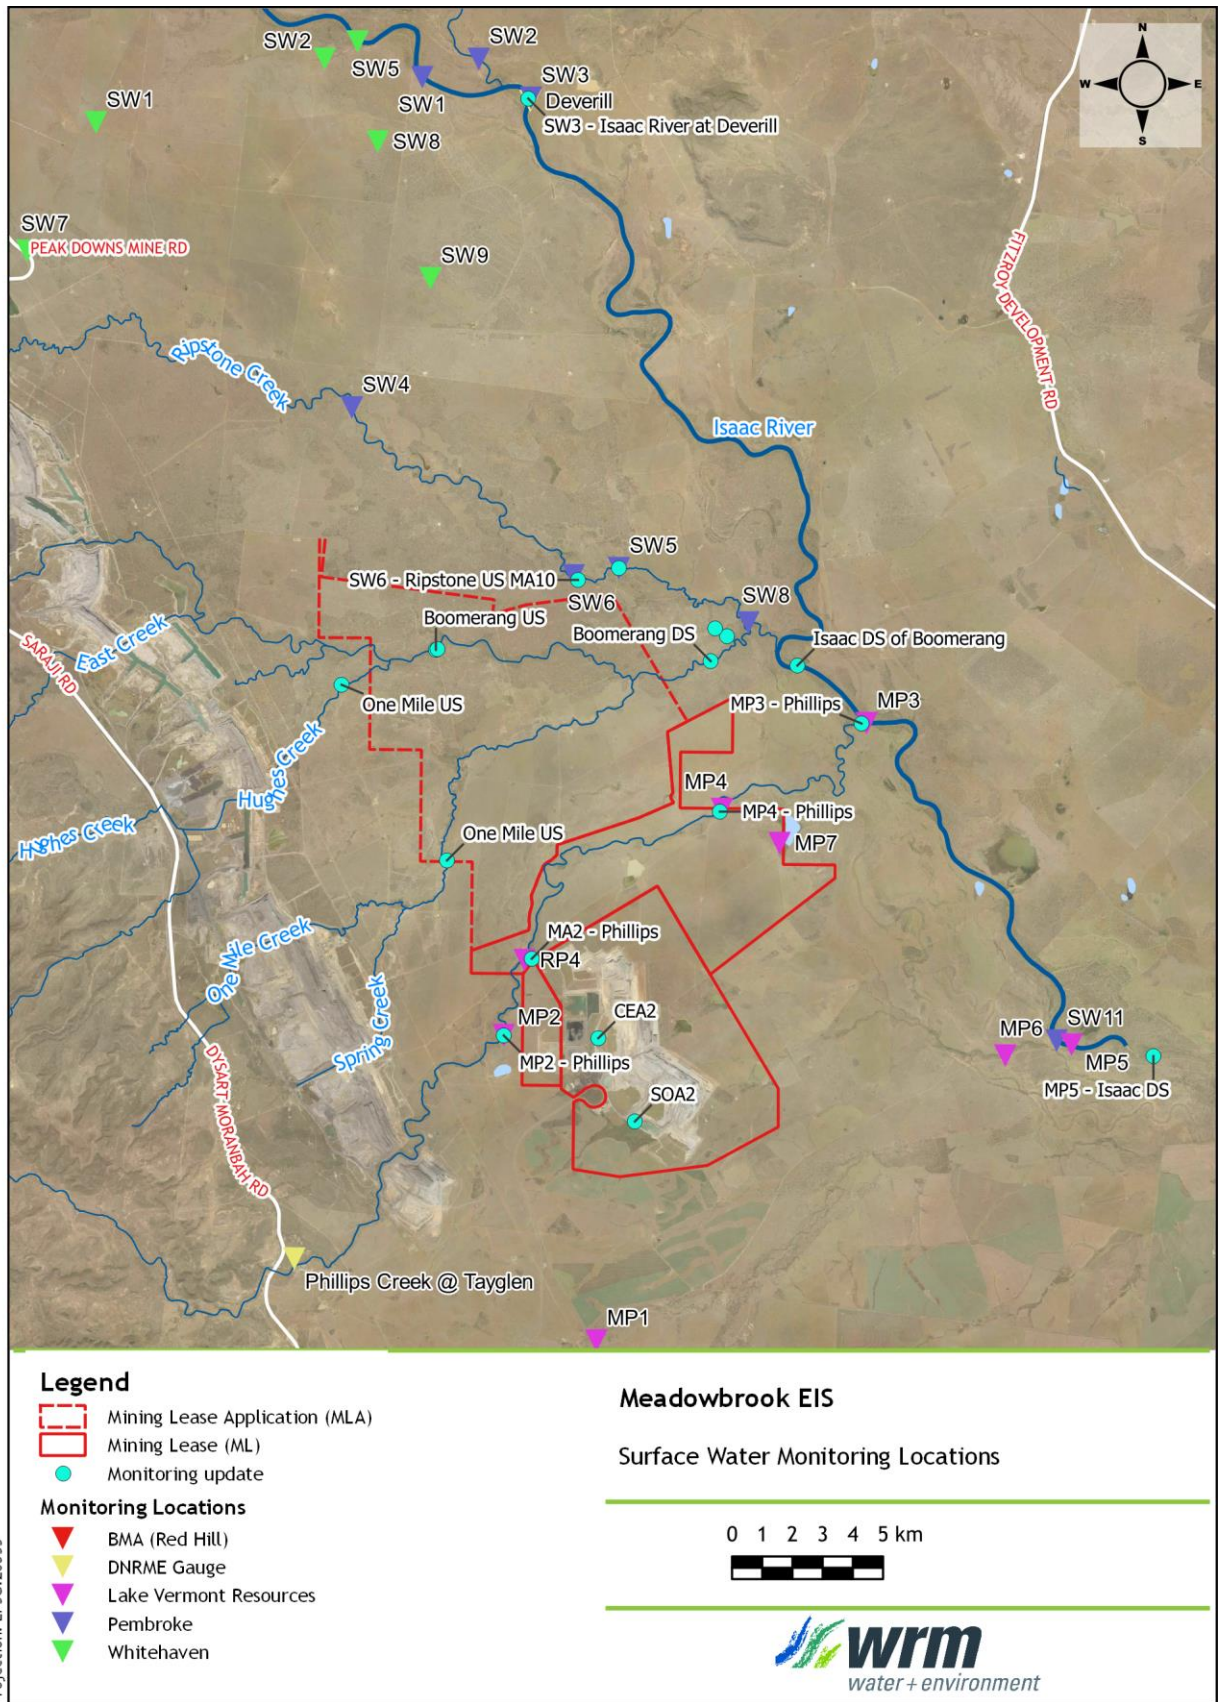 N
W
E
S
SW2
SW5
SW1
SW2
SW3
Deverill
SW3 - Isaac River at Deverill
SW1
SW8
SW7
PEAK DOWNS MINE RD
SW9
FITZROY DEVELOPMENT RD
Ripstone Creek
SW4
Isaac River
SW5
SW6 - Ripstone US MA10
SW6
SW8
Boomerang US
Boomerang DS
Isaac DS of Boomerang
East Creek
SARAJI RD
One Mile US
MP3 - Phillips
MP3
Hughes Creek
Hughes Creek
MP4
MP4 - Phillips
MP7
One Mile US
One Mile Creek
MA2 - Phillips
RP4
Spring Creek
CEA2
MP2
MP2 - Phillips
MP6
SW11
MP5
MP5 - Isaac DS
DYSART MORANBAH RD
SOA2
Phillips Creek @ Tayglen
MP1
Legend
Mining Lease Application (MLA)
Mining Lease (ML)
Monitoring update
Monitoring Locations
BMA (Red Hill)
DNRME Gauge
Lake Vermont Resources
Pembroke
Whitehaven
Meadowbrook EIS
Surface Water Monitoring Locations
0 1 2 3 4 5 km
wrm
water + environment